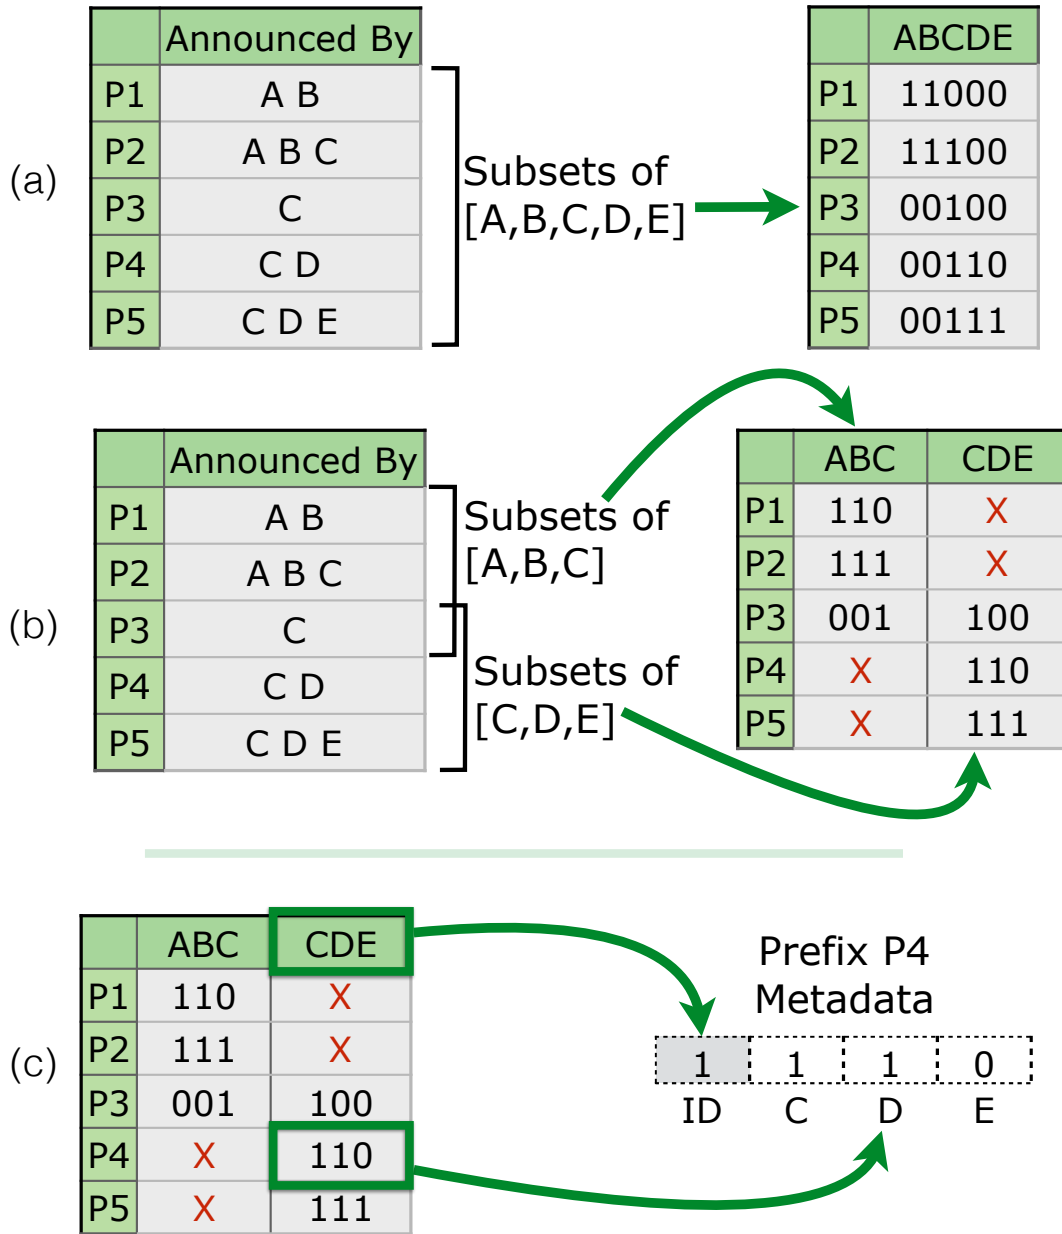 Announced By
P1 A B
P2 A B C
P3 C
P4 C D
P5 C D E
(a)
Subsets of
[A,B,C,D,E]
ABCDE
P1 11000
P2 11100
P3 00100
P4 00110
P5 00111
Announced By
P1 A B
P2 A B C
P3 C
P4 C D
P5 C D E
(b)
Subsets of
[A,B,C]
Subsets of
[C,D,E]
ABC CDE
P1 110 X
P2 111 X
P3 001 100
P4 X 110
P5 X 111
(c)
ABC CDE
P1 110 X
P2 111 X
P3 001 100
P4 X 110
P5 X 111
Prefix P4
Metadata
1 1 1 0
ID C D E